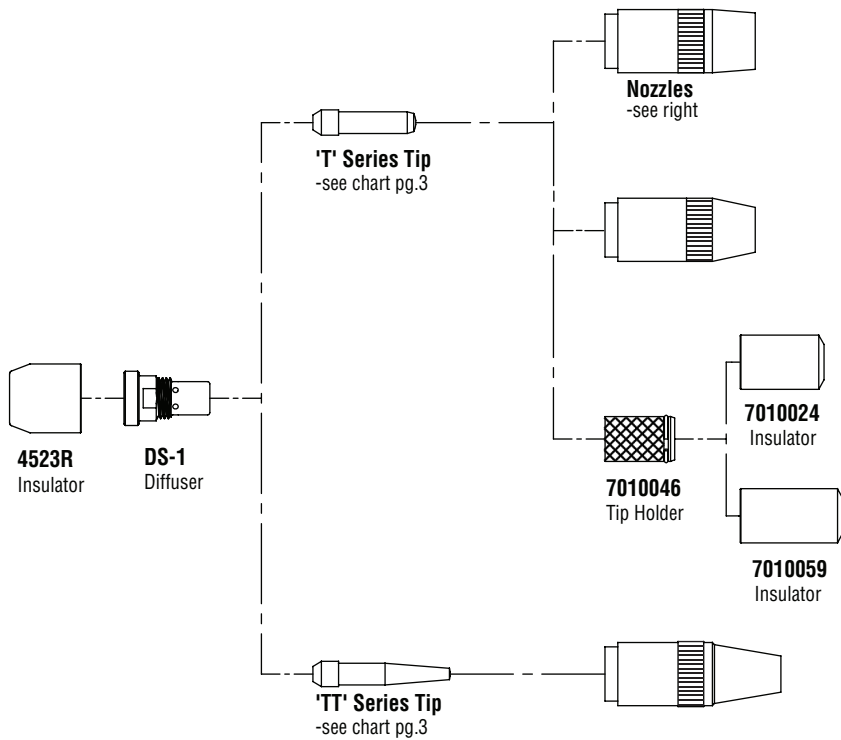 Nozzles
-see right
'T' Series Tip
-see chart pg.3
4523R
Insulator
DS-1
Diffuser
7010024
Insulator
7010046
Tip Holder
7010059
Insulator
'TT' Series Tip
-see chart pg.3